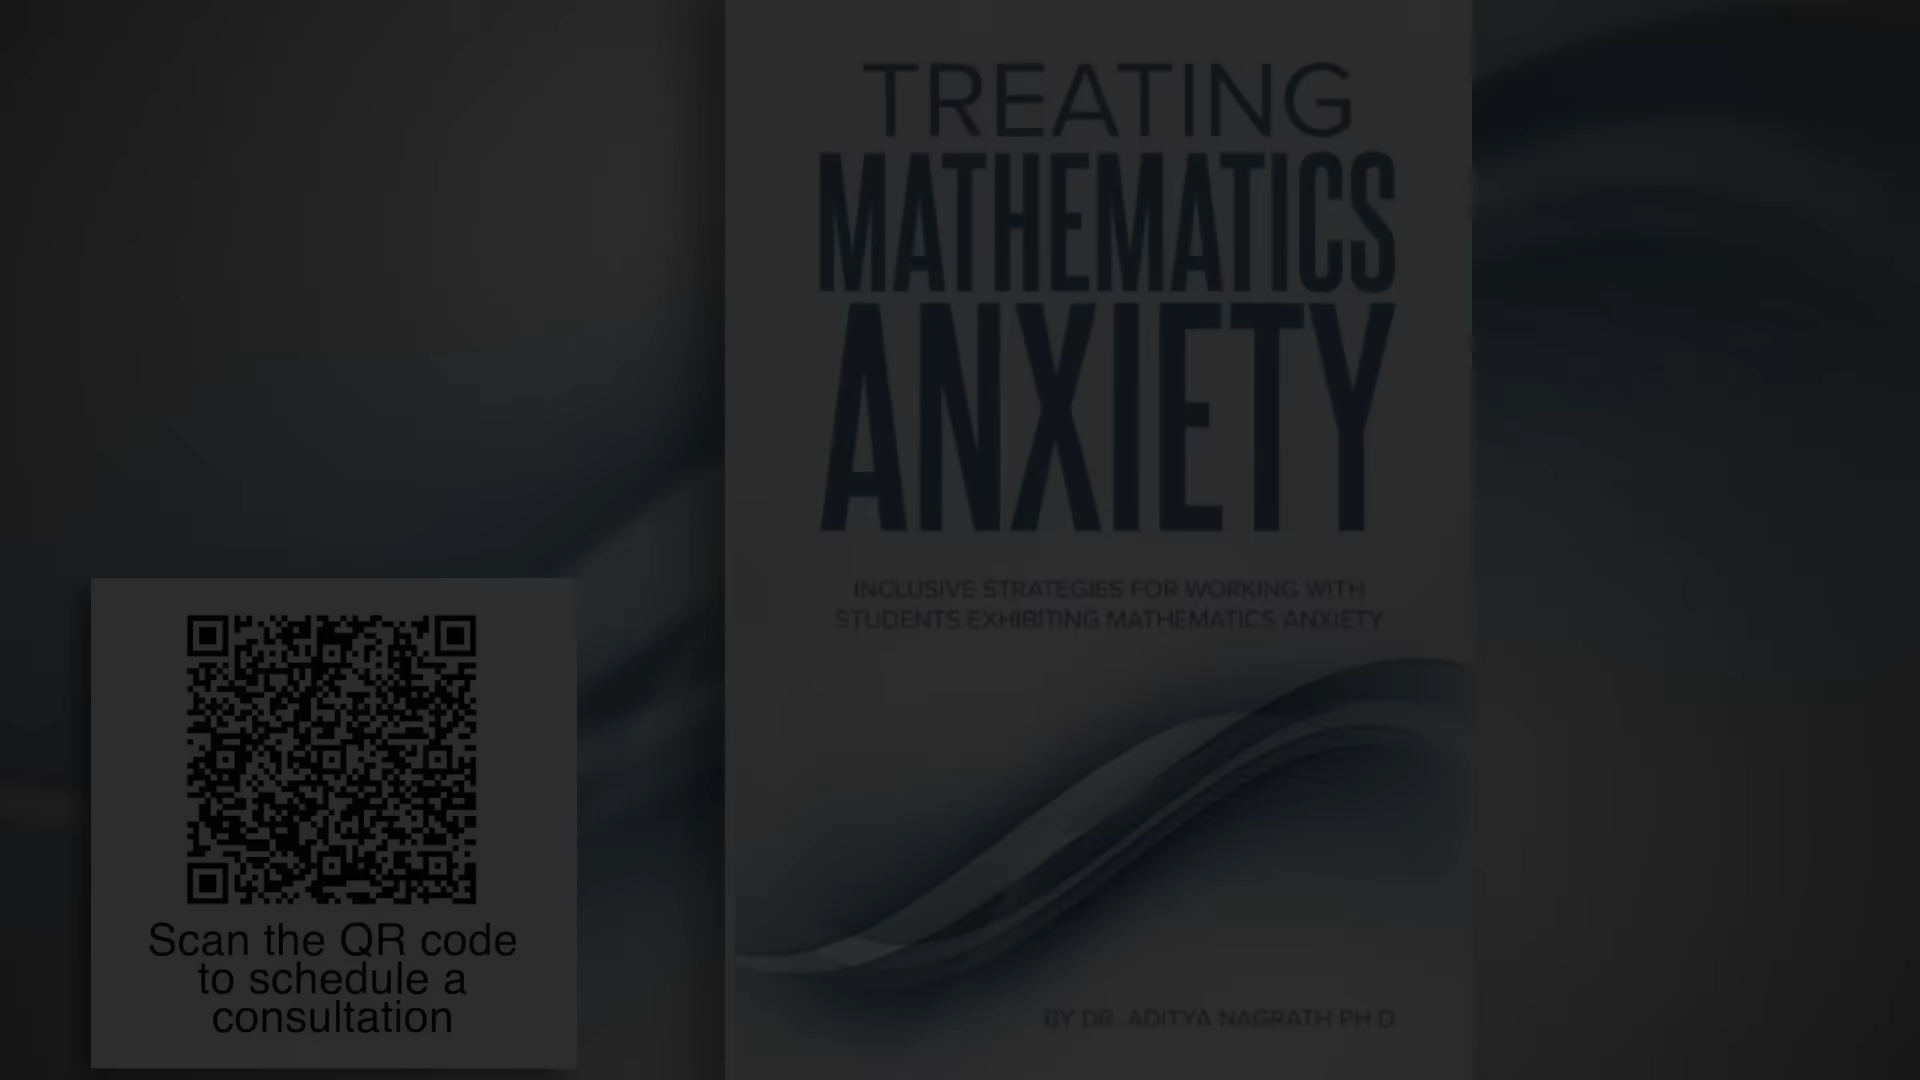 TREATING
MATHEMATICS
ANXIETY
INCLUSIVE STRATEGIES FOR WORKING WITH
STUDENTS EXHIBITING MATHEMATICS ANXIETY
BY DR. ADITYA NAGRATH PH D
Scan the QR code
to schedule a
consultation